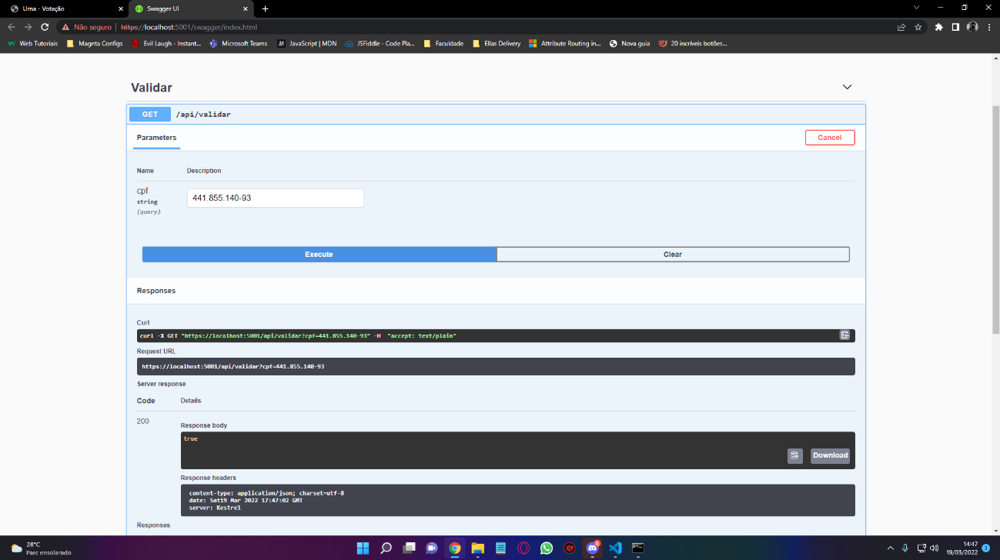 Urna - Votação
Swagger UI
Não seguro
https://localhost:5001/swagger/index.html
Web Tutoriais
Magnta Configs
Evil Laugh - Instant...
Microsoft Teams
JavaScript | MDN
JSFiddle - Code Pla...
Faculdade
Ellas Delivery
Attribute Routing in...
Nova guia
20 incríveis botões...
Validar
GET /api/validar
Parameters
Cancel
Name Description
cpf
string
(query)
441.855.140-93
Execute
Clear
Responses
Curl
curl -X GET "https://localhost:5001/api/validar?cpf=441.855.140-93" -H "accept: text/plain"
Request URL
https://localhost:5001/api/validar?cpf=441.855.140-93
Server response
Code Details
200
Response body
true
Download
Response headers
content-type: application/json; charset=utf-8
date: Sat19 Mar 2022 17:47:02 GMT
server: Kestrel
Responses
28°C
Parc ensolarado
8
14:47
19/03/2022
3